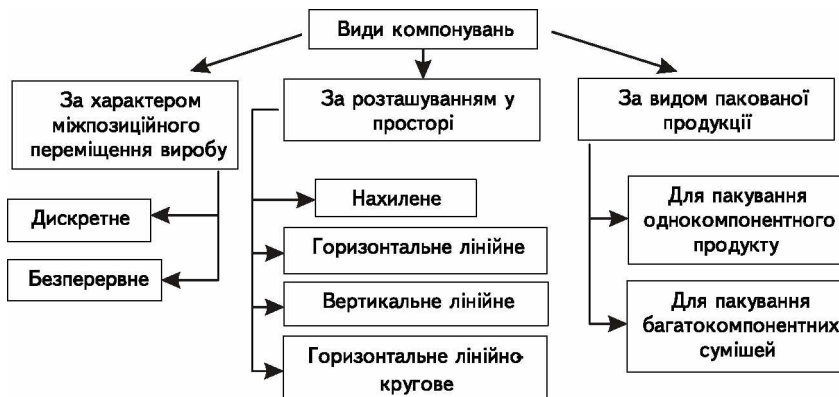 Види компонувань
За характером
міжпозиційного
переміщення виробу
Дискретне
Безперервне
За розташуванням у
просторі
Нахилене
Горизонтальне лінійне
Вертикальне лінійне
Горизонтальне лінійно-
кругове
За видом пакованої
продукції
Для пакування
однокомпонентного
продукту
Для пакування
багатокомпонентних
сумішей